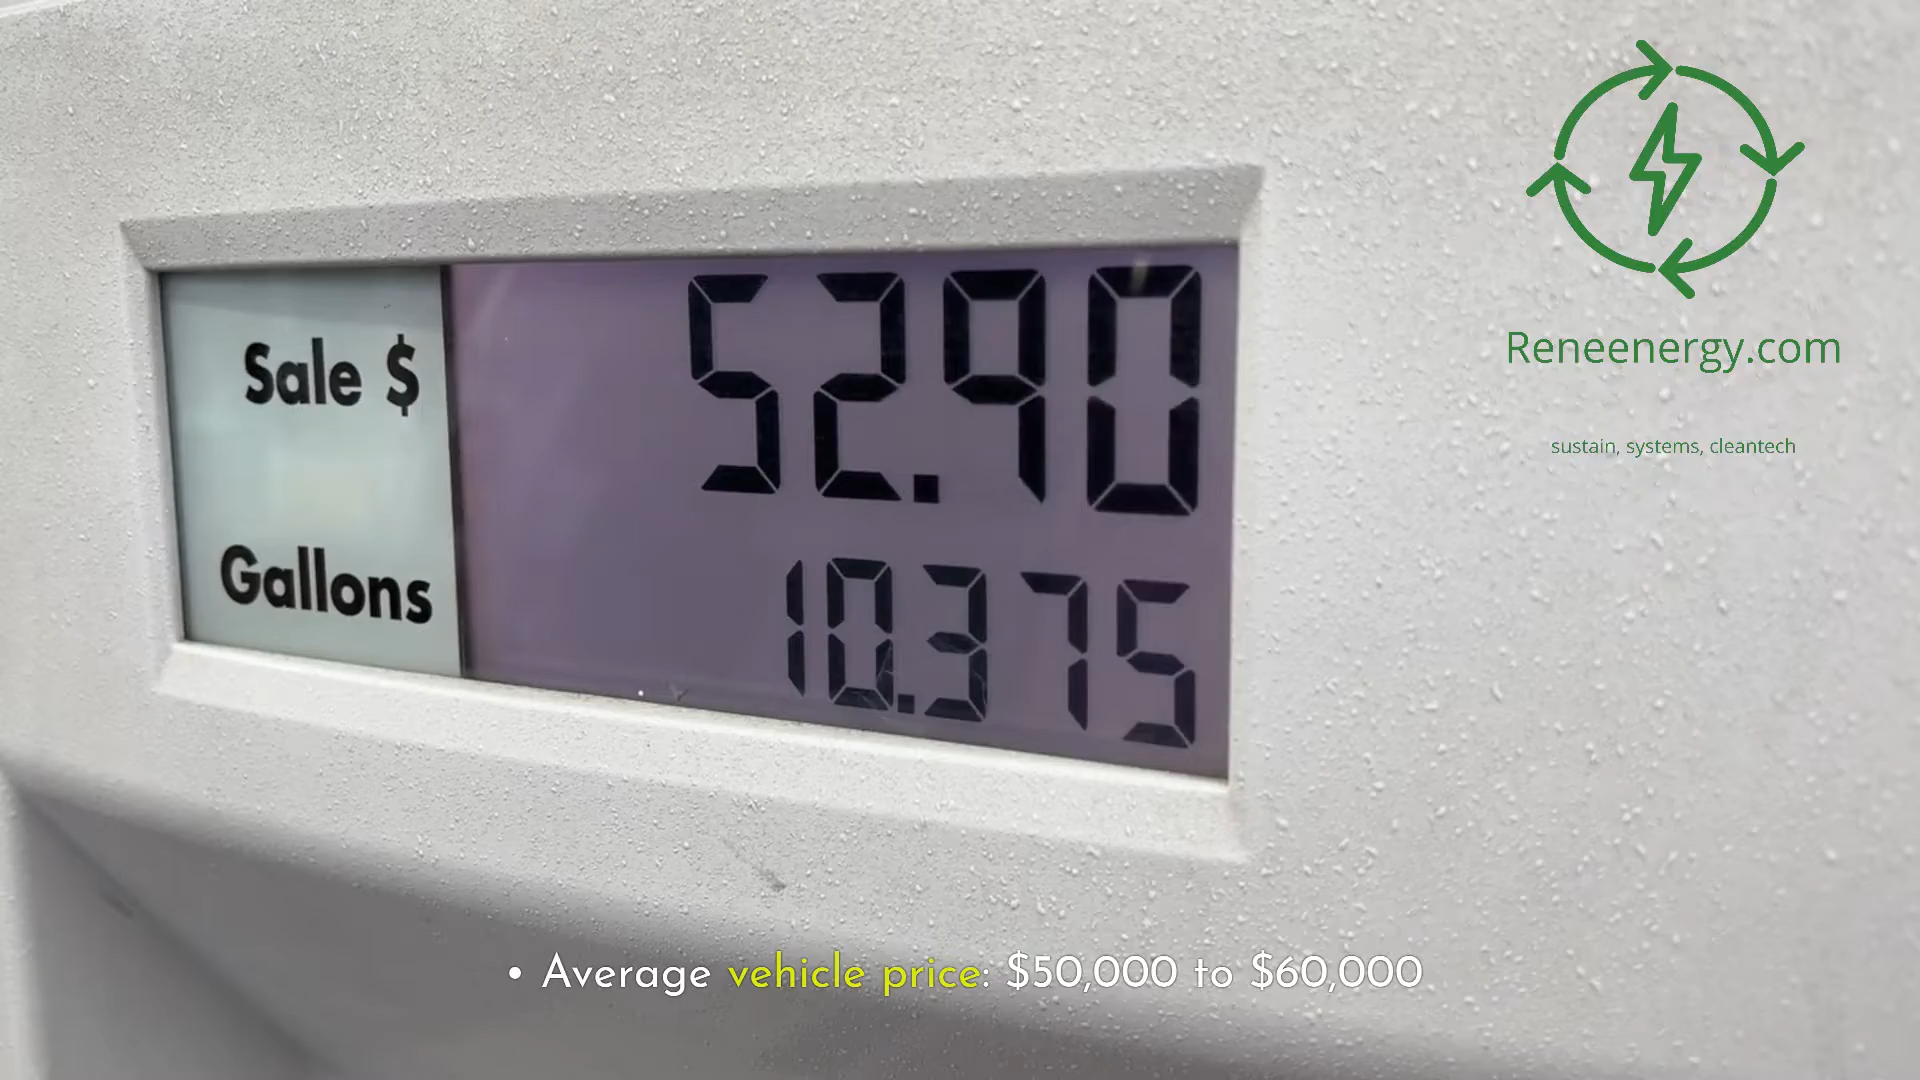 Sale $ 52.90
Gallons 10.375
Reneenergy.com
sustain, systems, cleantech
• Average vehicle price: $50,000 to $60,000